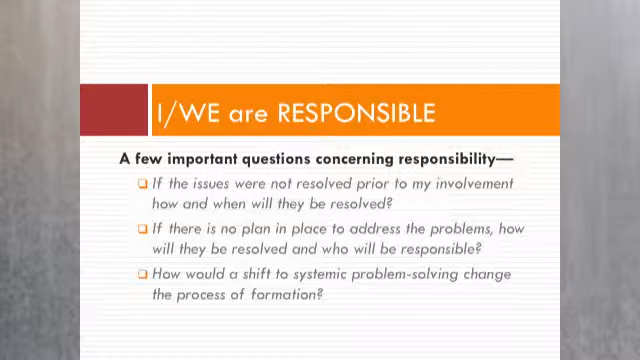 I/WE are RESPONSIBLE
A few important questions concerning responsibility—
If the issues were not resolved prior to my involvement
how and when will they be resolved?
If there is no plan in place to address the problems, how
will they be resolved and who will be responsible?
How would a shift to systemic problem-solving change
the process of formation?